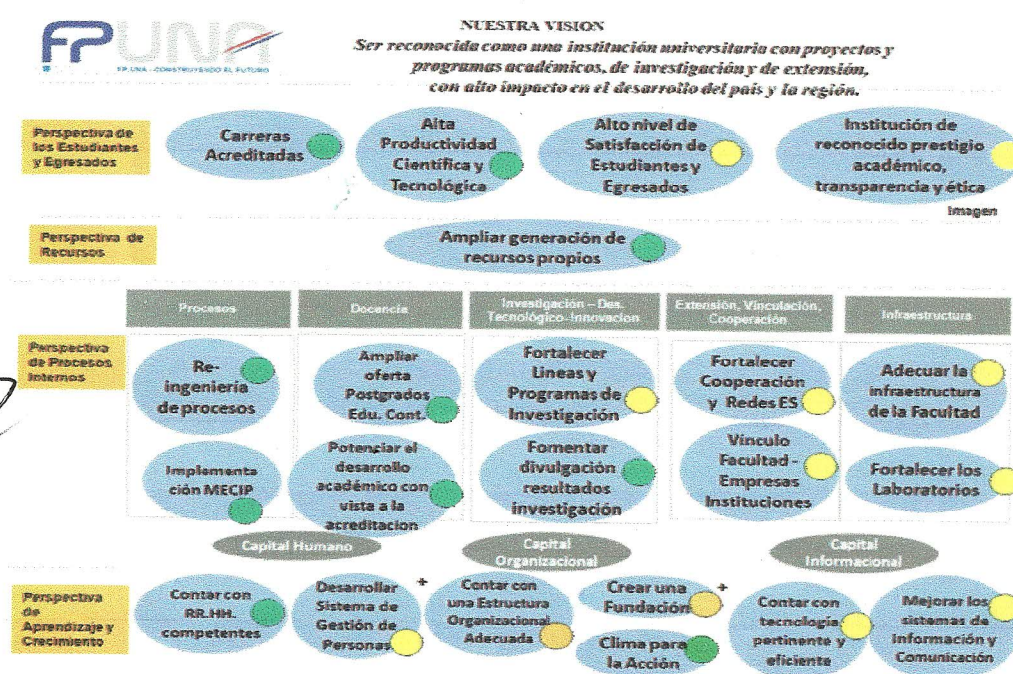 FPUNA
FP.UNA - CONSTRUYENDO EL FUTURO
NUESTRA VISION
Ser reconocida como una institución universitaria con proyectos y
programas académicos, de investigación y de extensión,
con alto impacto en el desarrollo del país y la región.
Perspectiva de
los Estudiantes
y Egresados
Carreras
Acreditadas
Alta
Productividad
Científica y
Tecnológica
Alto nivel de
Satisfacción de
Estudiantes y
Egresados
Institución de
reconocido prestigio
académico,
transparencia y ética
Imagen
Perspectiva de
Recursos
Ampliar generación de
recursos propios
Procesos
Docencia
Investigación – Des.
Tecnológico-Innovacion
Extensión, Vinculación,
Cooperación
Infraestructura
Perspectiva
de Procesos
Internos
Re-
ingeniería
de procesos
Ampliar
oferta
Postgrados
Edu. Cont.
Fortalecer
Lineas y
Programas de
Investigación
Fortalecer
Cooperación
y Redes ES
Adecuar la
infraestructura
de la Facultad
Implementa
ción MECIP
Potenciar el
desarrollo
académico con
vista a la
acreditacion
Fomentar
divulgación
resultados
investigación
Vinculo
Facultad -
Empresas
Instituciones
Fortalecer los
Laboratorios
Capital Humano
Capital
Organizacional
Capital
Informacional
Perspectiva
de
Aprendizaje y
Crecimiento
Contar con
RR.HH.
competentes
Desarrollar
Sistema de
Gestión de
Personas
+
Contar con
una Estructura
Organizacional
Adecuada
Crear una
Fundación
+
Clima para
la Acción
Contar con
tecnología
pertinente y
eficiente
Mejorar los
sistemas de
Información y
Comunicación